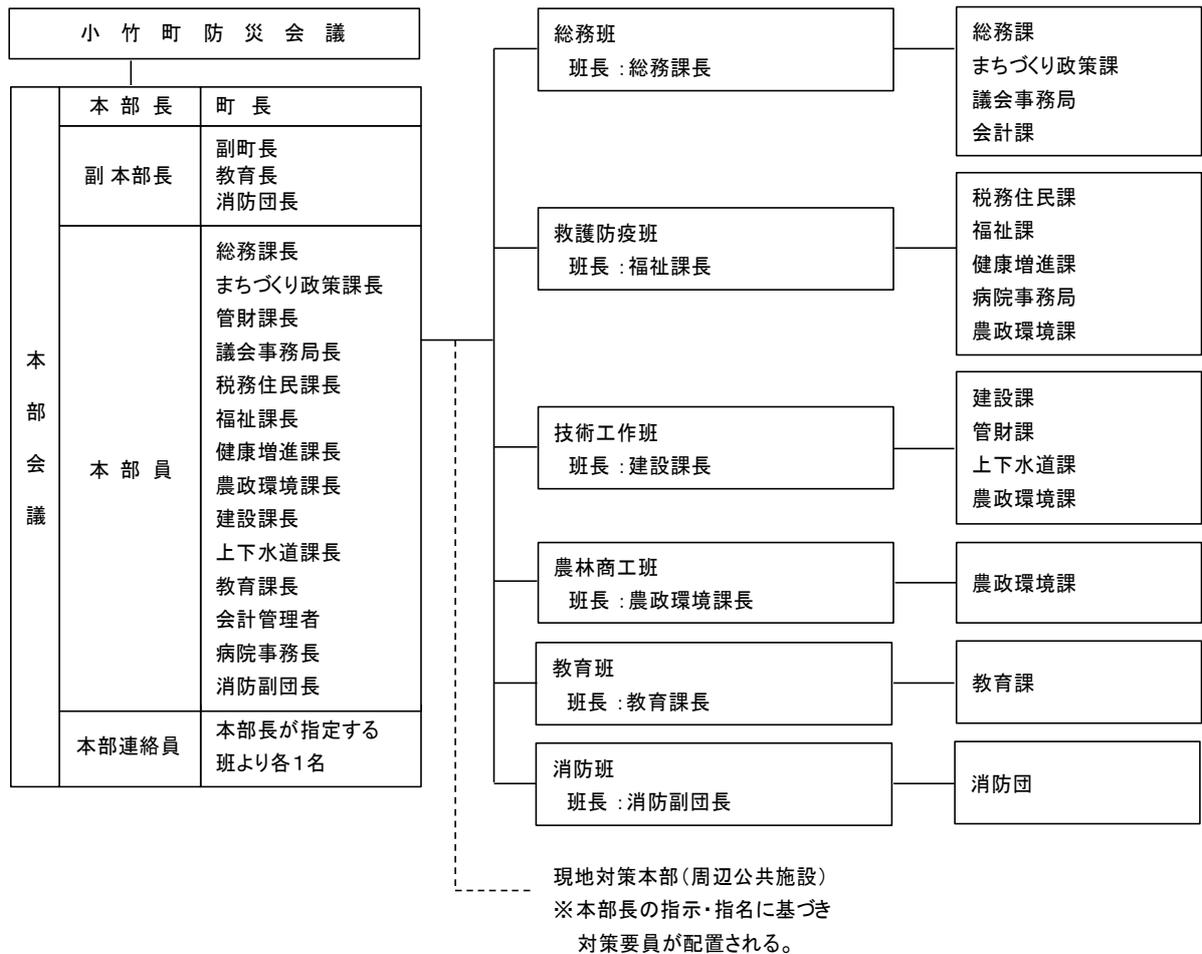 小竹町防災会議
本部会議
本部長
町長
副本部長
副町長
教育長
消防団長
本部員
総務課長
まちづくり政策課長
管財課長
議会事務局長
税務住民課長
福祉課長
健康増進課長
農政環境課長
建設課長
上下水道課長
教育課長
会計管理者
病院事務長
消防副団長
本部連絡員
本部長が指定する
班より各1名
総務班
班長:総務課長
総務課
まちづくり政策課
議会事務局
会計課
救護防疫班
班長:福祉課長
税務住民課
福祉課
健康増進課
病院事務局
農政環境課
技術工作班
班長:建設課長
建設課
管財課
上下水道課
農政環境課
農林商工班
班長:農政環境課長
農政環境課
教育班
班長:教育課長
教育課
消防班
班長:消防副団長
消防団
現地対策本部(周辺公共施設)
※本部長の指示・指名に基づき
対策要員が配置される。